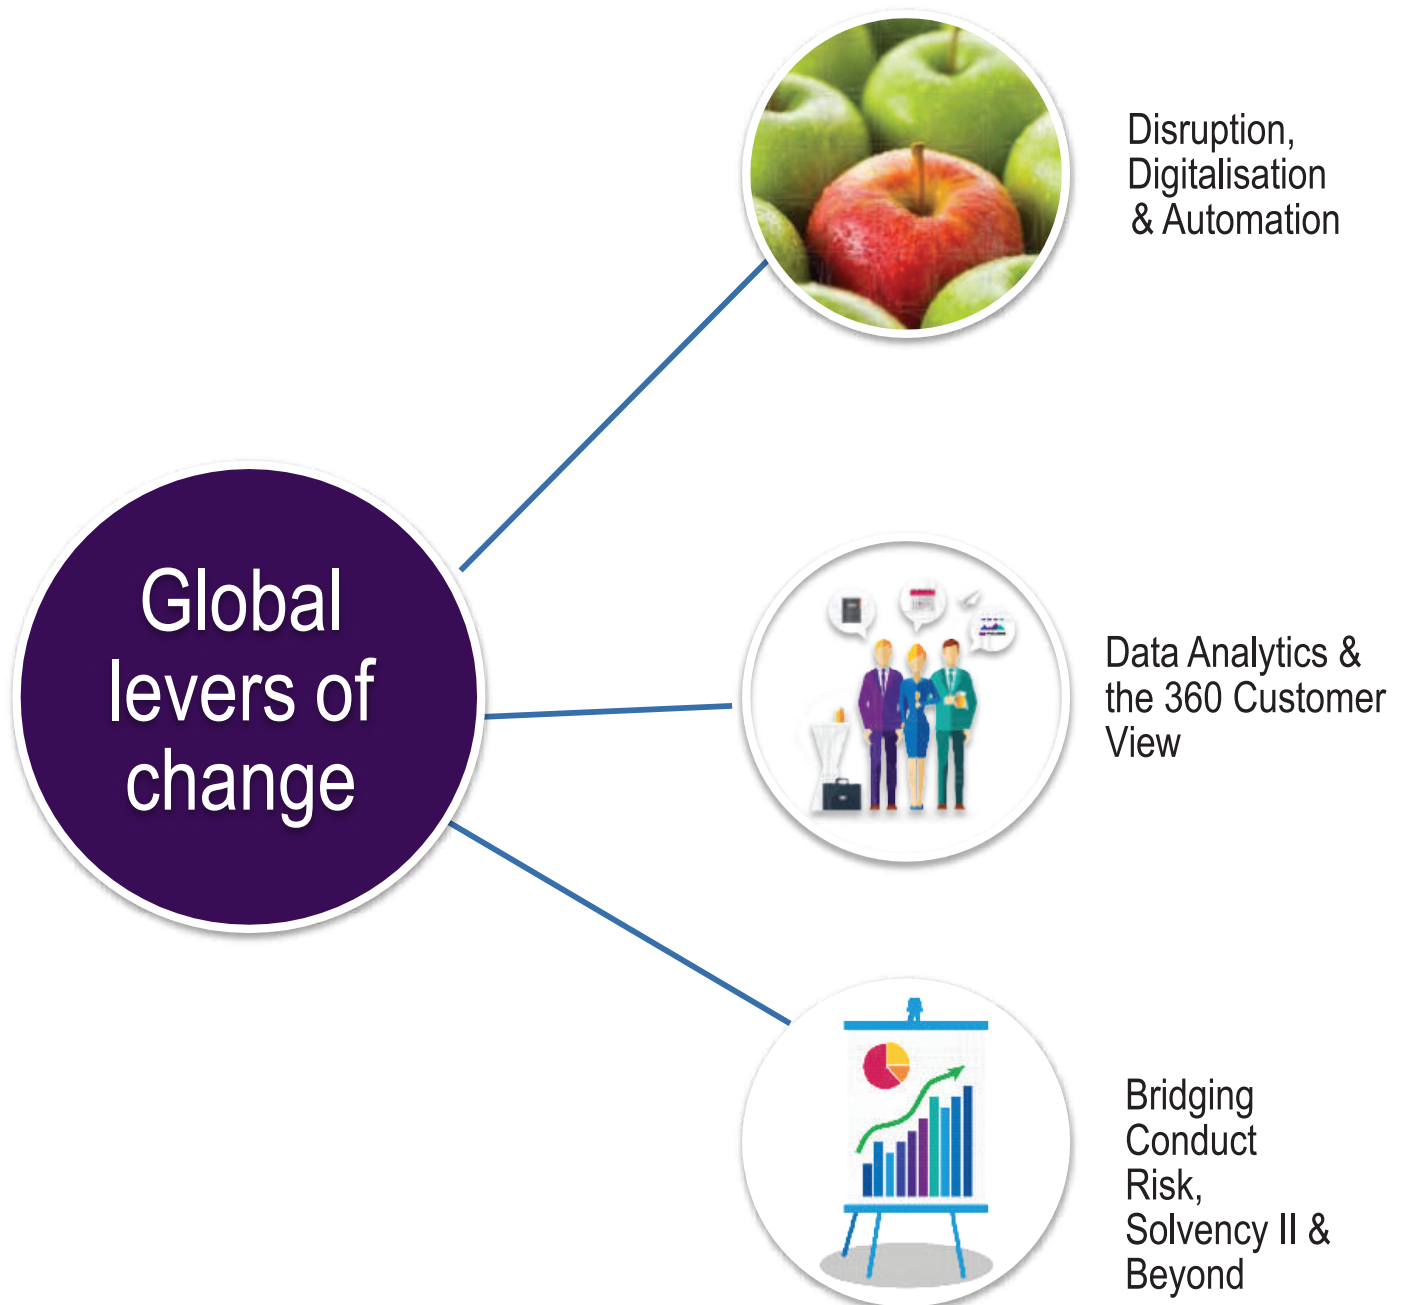 Disruption,
Digitalisation
& Automation
Global
levers of
change
Data Analytics &
the 360 Customer
View
Bridging
Conduct
Risk,
Solvency II &
Beyond